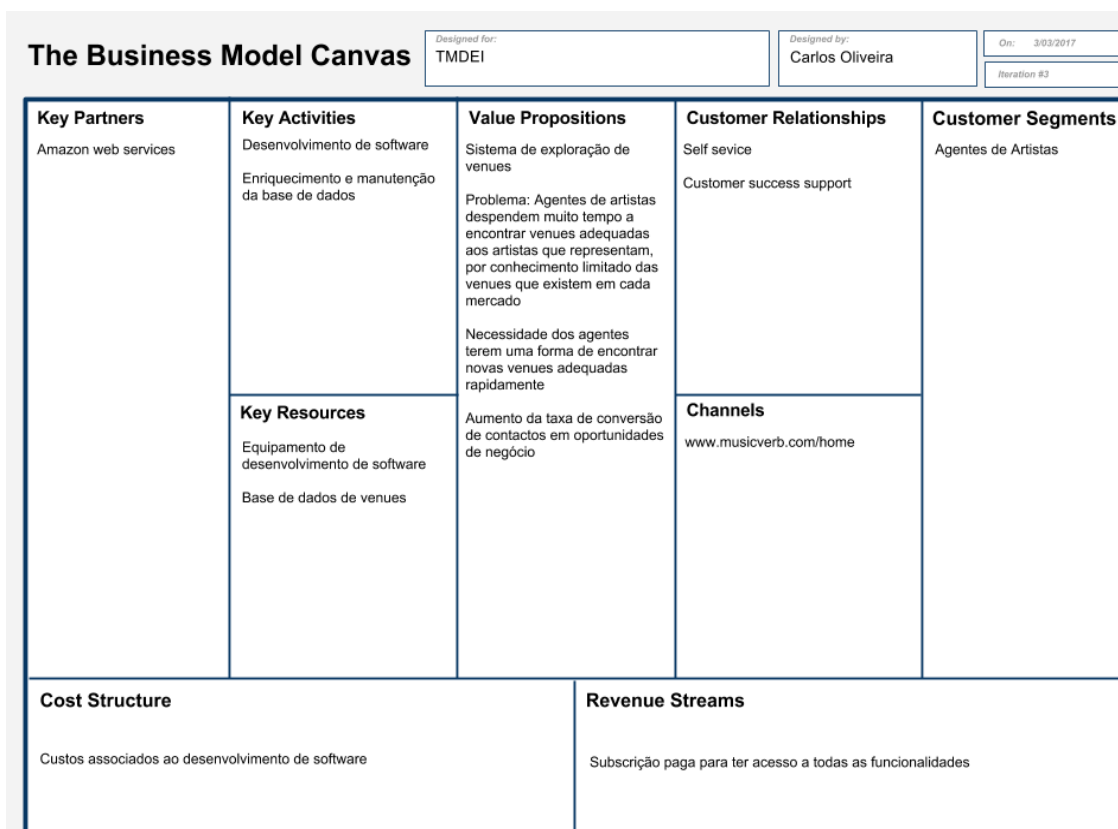 The Business Model Canvas
Designed for:
TMDEI
Designed by:
Carlos Oliveira
On: 3/03/2017
Iteration #3
Key Partners
Amazon web services
Key Activities
Desenvolvimento de software
Enriquecimento e manutenção
da base de dados
Key Resources
Equipamento de
desenvolvimento de software
Base de dados de venues
Value Propositions
Sistema de exploração de
venues
Problema: Agentes de artistas
despendem muito tempo a
encontrar venues adequadas
aos artistas que representam,
por conhecimento limitado das
venues que existem em cada
mercado
Necessidade dos agentes
terem uma forma de encontrar
novas venues adequadas
rapidamente
Aumento da taxa de conversão
de contactos em oportunidades
de negócio
Customer Relationships
Self sevice
Customer success support
Channels
www.musicverb.com/home
Customer Segments
Agentes de Artistas
Cost Structure
Custos associados ao desenvolvimento de software
Revenue Streams
Subscrição paga para ter acesso a todas as funcionalidades